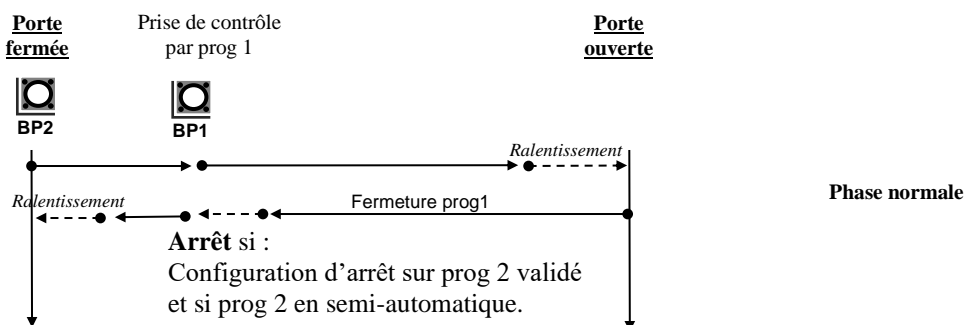 Porte
fermée
Prise de contrôle
par prog 1
Porte
ouverte
BP2
BP1
Ralentissement
Ralentissement
Fermeture prog1
Phase normale
Arrêt si :
Configuration d'arrêt sur prog 2 validé
et si prog 2 en semi-automatique.